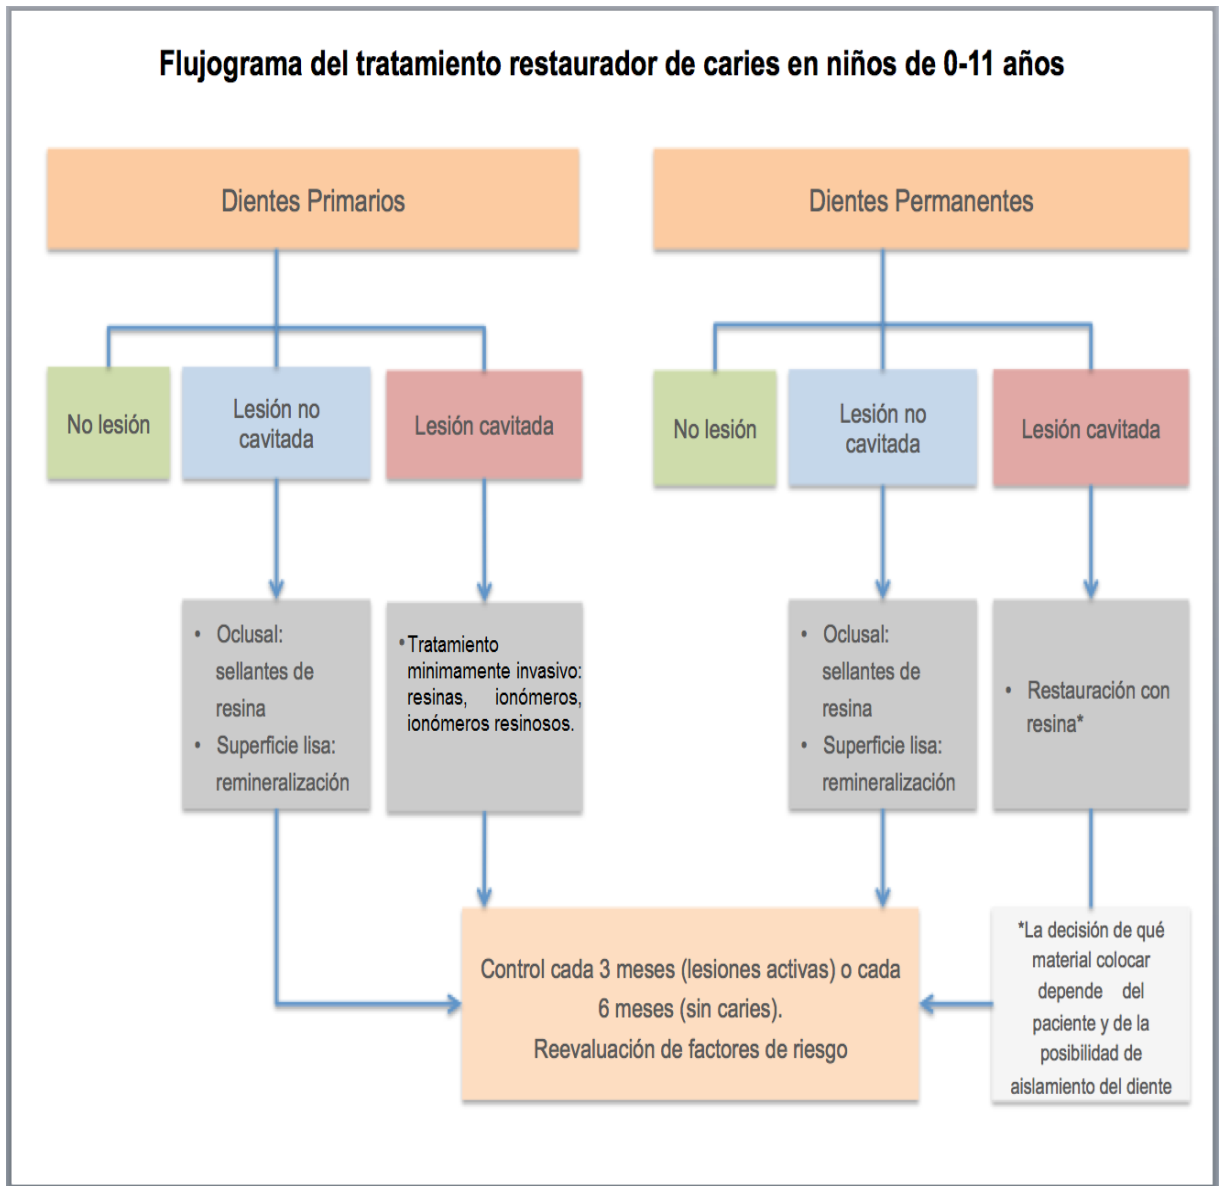 Flujograma del tratamiento restaurador de caries en niños de 0-11 años
Dientes Primarios
Dientes Permanentes
No lesión
Lesión no
cavitada
Lesión cavitada
No lesión
Lesión no
cavitada
Lesión cavitada
• Oclusal:
sellantes de
resina
• Superficie lisa:
remineralización
•Tratamiento
minimamente invasivo:
resinas, ionómeros,
ionómeros resinosos.
• Oclusal:
sellantes de
resina
• Superficie lisa:
remineralización
• Restauración con
resina*
Control cada 3 meses (lesiones activas) o cada
6 meses (sin caries).
Reevaluación de factores de riesgo
*La decisión de qué
material colocar
depende del
paciente y de la
posibilidad de
aislamiento del diente